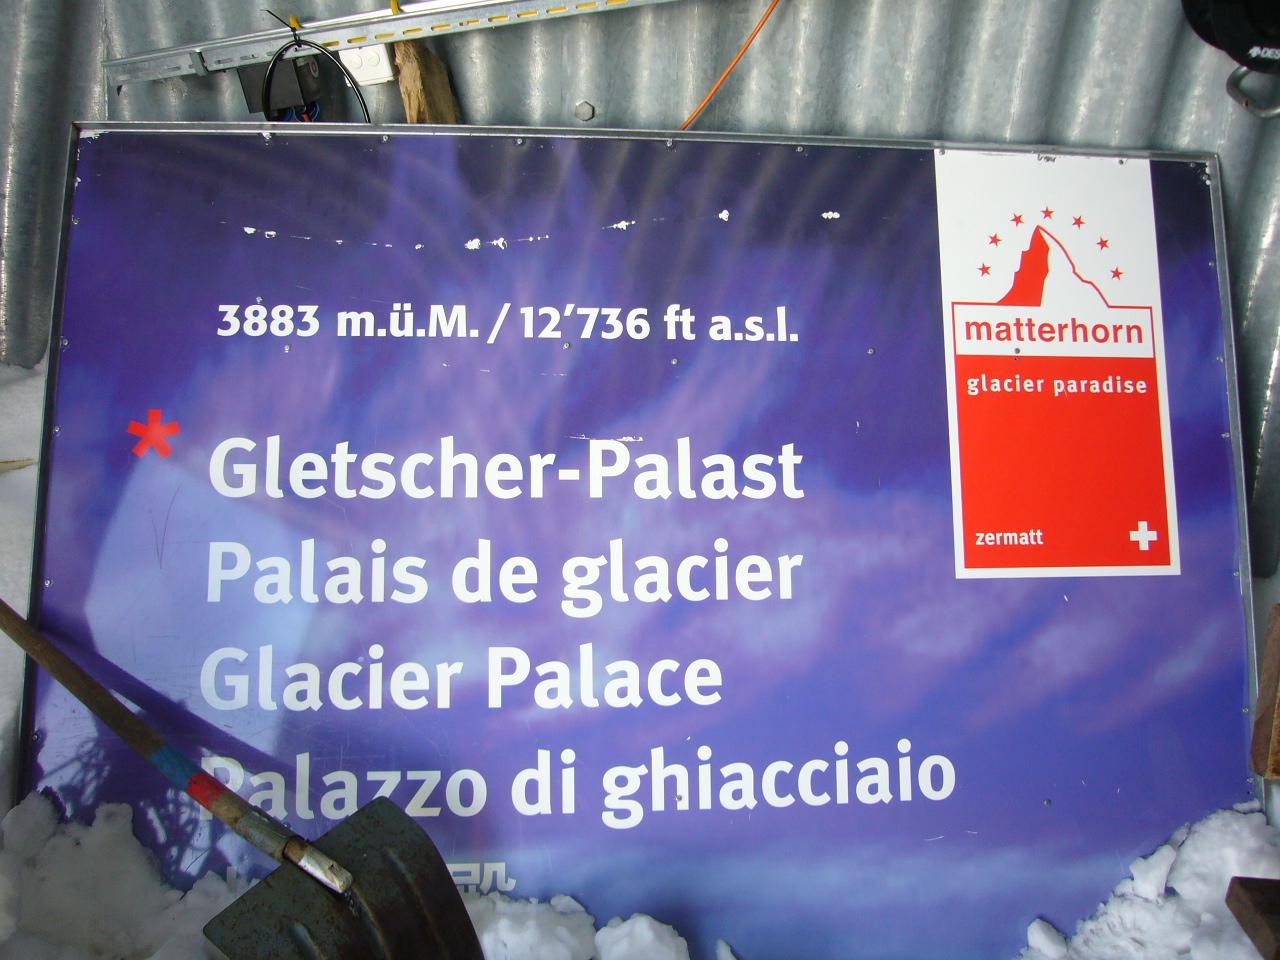 3883 m.ü.M. / 12’736 ft a.s.l.
* Gletscher-Palast
Palais de glacier
Glacier Palace
Palazzo di ghiacciaio
matterhorn
glacier paradise
zermatt